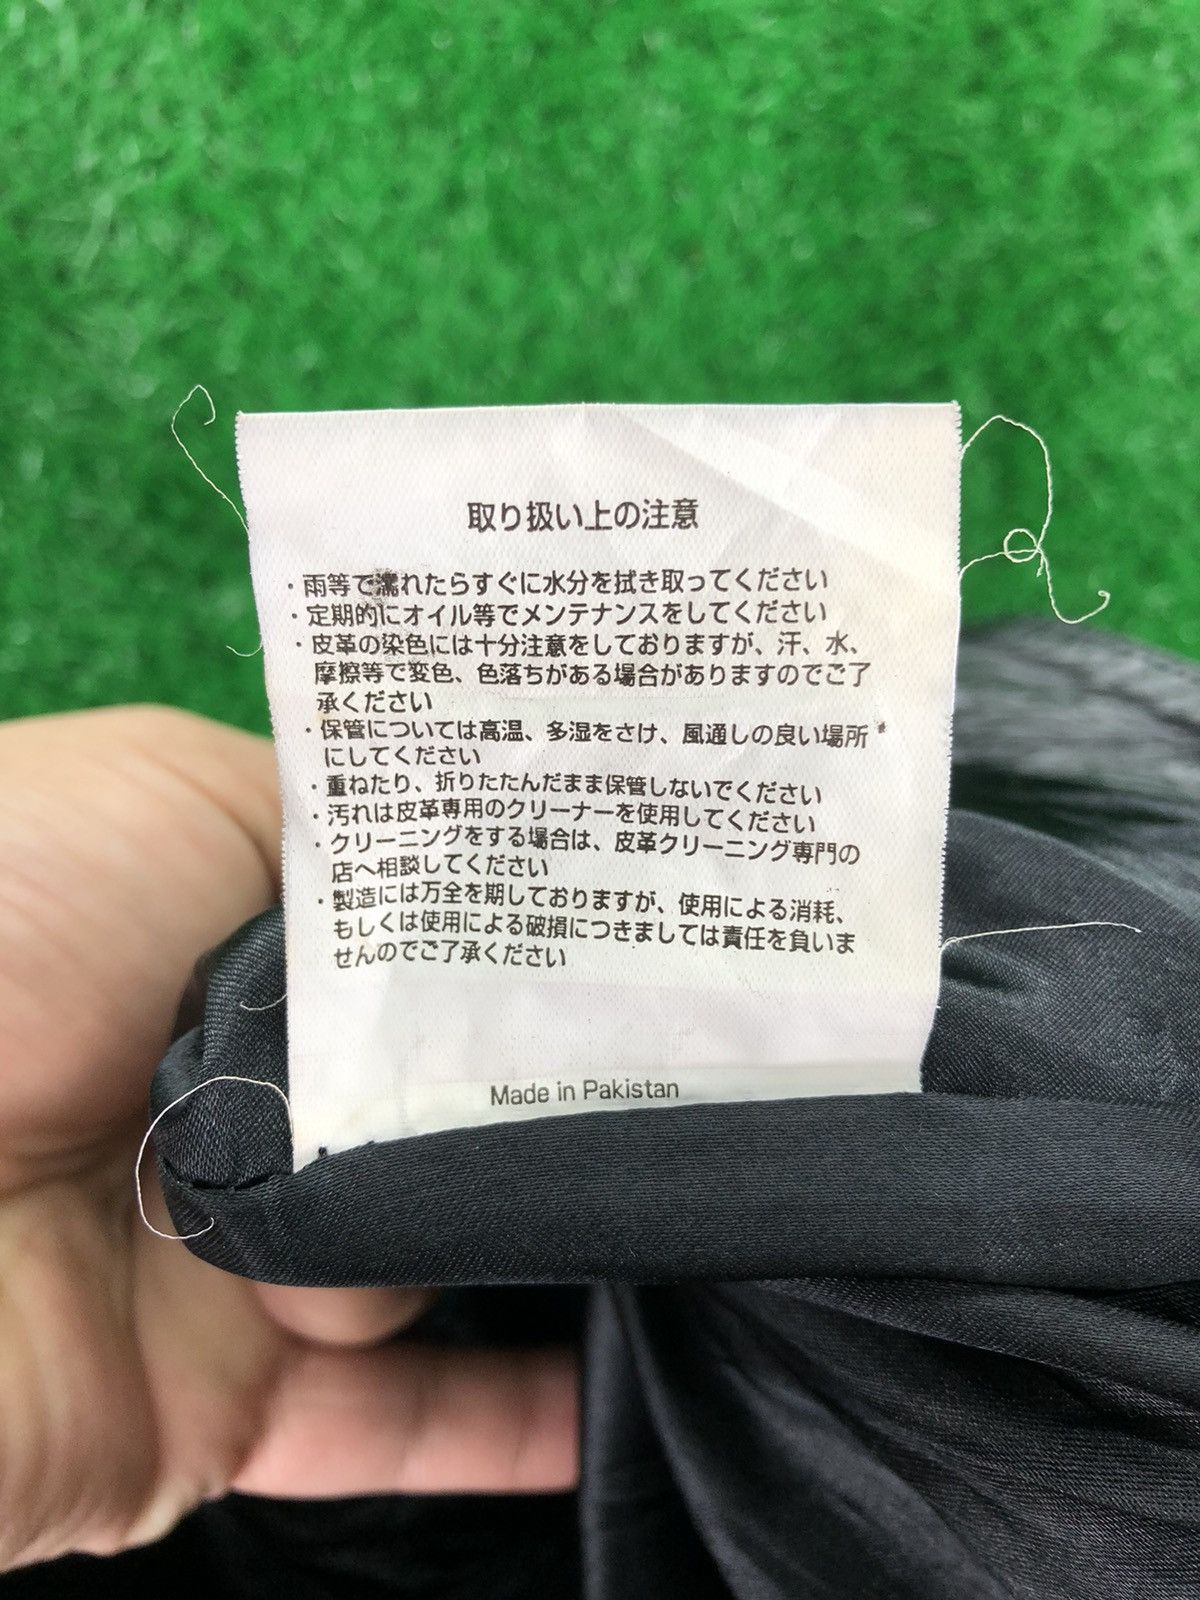 取り扱い上の注意
・雨等で濡れたらすぐに水分を拭き取ってください
・定期的にオイル等でメンテナンスをしてください
・皮革の染色には十分注意をしておりますが、汗、水、
摩擦等で変色、色落ちがある場合がありますのでご了
承ください
・保管については高温、多湿をさけ、風通しの良い場所
にしてください
・重ねたり、折りたたんだまま保管しないでください
・汚れは皮革専用のクリーナーを使用してください
・クリーニングをする場合は、皮革クリーニング専門の
店へ相談してください
・製造には万全を期しておりますが、使用による消耗、
もしくは使用による破損につきましては責任を負いま
せんのでご了承ください
Made in Pakistan